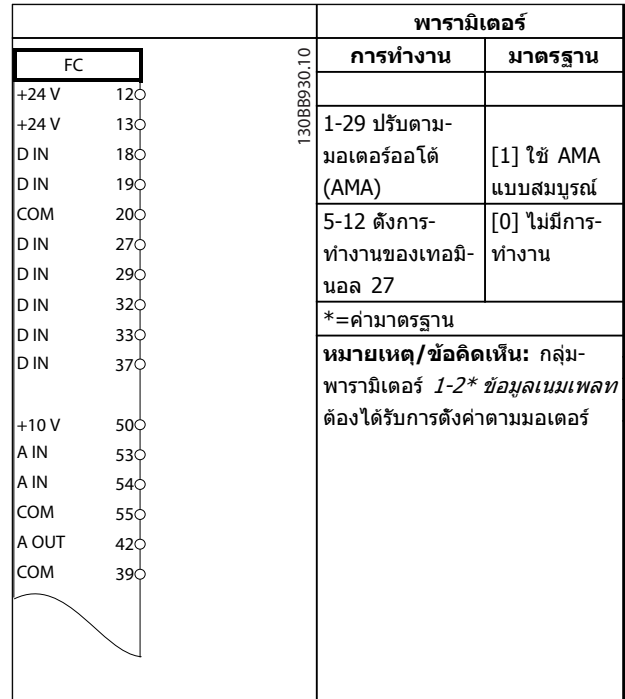 FC
+24 V 12
+24 V 13
D IN 18
D IN 19
COM 20
D IN 27
D IN 29
D IN 32
D IN 33
D IN 37
+10 V 50
A IN 53
A IN 54
COM 55
A OUT 42
COM 39
130BB930.10
พารามิเตอร์
การทำงาน มาตรฐาน
1-29 ปรับตาม-
มอเตอร์ออโต้
(AMA)
[1] ใช้ AMA
แบบสมบูรณ์
5-12 ตั้งการ-
ทำงานของเทอมิ-
นอล 27
[0] ไม่มีการ-
ทำงาน
*=ค่ามาตรฐาน
หมายเหตุ/ข้อคิดเห็น: กลุ่ม-
พารามิเตอร์ 1-2* ข้อมูลเนมเพลท
ต้องได้รับการตั้งค่าตามมอเตอร์